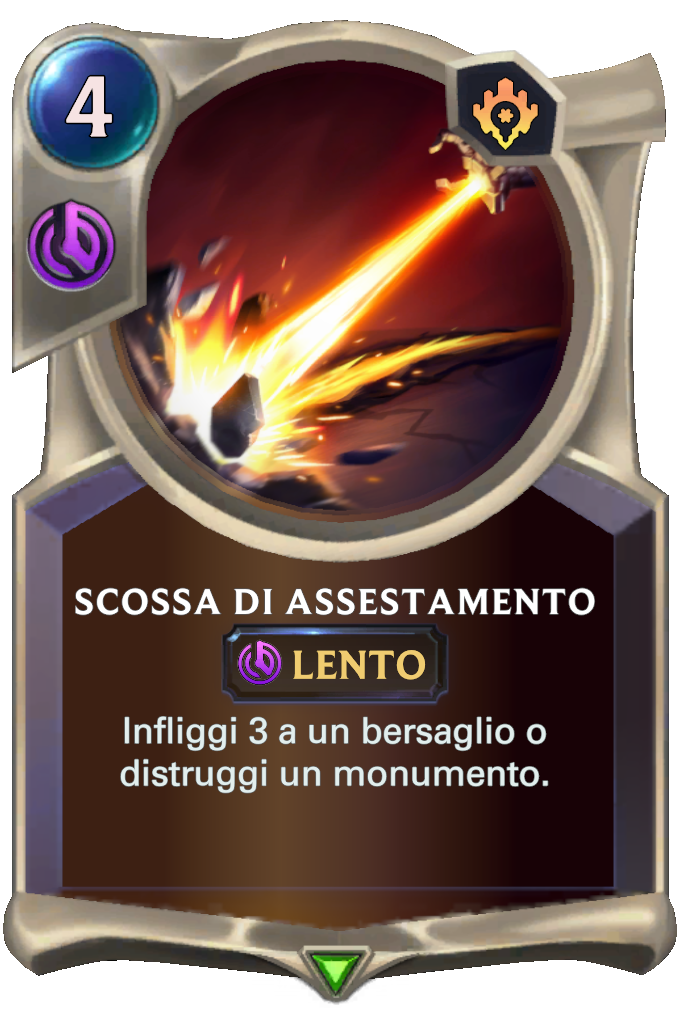 4
SCOSSA DI ASSESTAMENTO
LENTO
Infliggi 3 a un bersaglio o
distruggi un monumento.